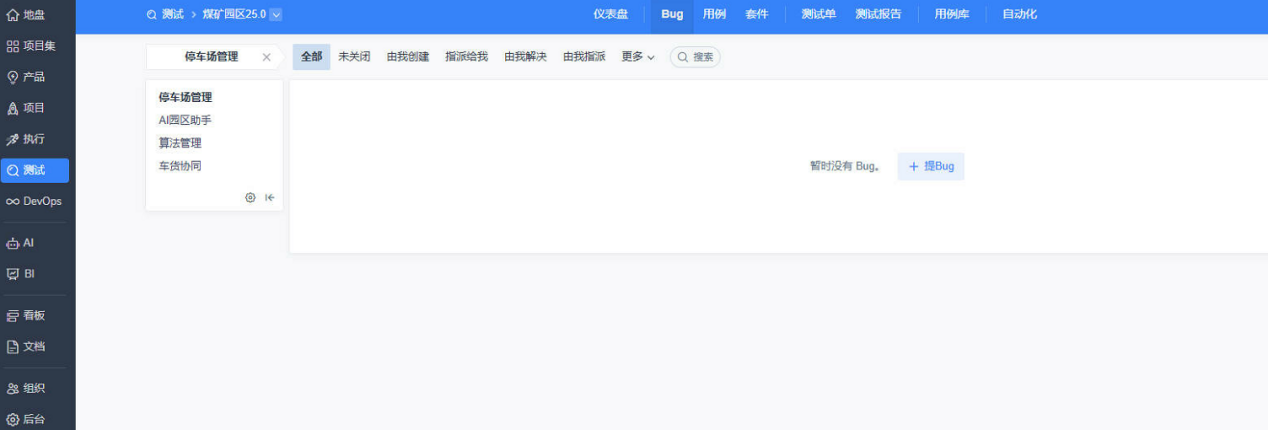 地盘
项目集
产品
项目
执行
测试
DevOps
AI
BI
看板
文档
组织
后台
测试 > 煤矿园区25.0
仪表盘 Bug 用例 套件 测试单 测试报告 用例库 自动化
停车场管理 × 全部 未关闭 由我创建 指派给我 由我解决 由我指派 更多 搜索
停车场管理
AI园区助手
算法管理
车货协同
暂时没有 Bug。 + 提Bug